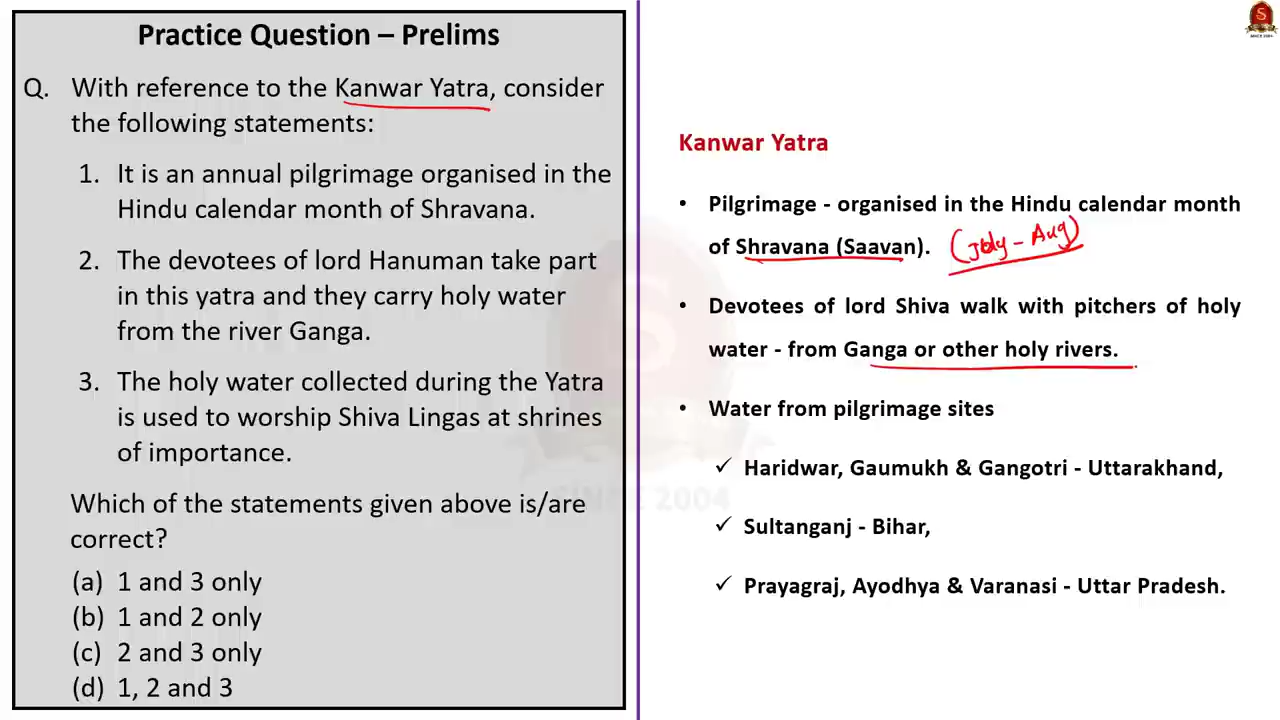 Practice Question – Prelims
Q. With reference to the Kanwar Yatra, consider
the following statements:
1. It is an annual pilgrimage organised in the
Hindu calendar month of Shravana.
2. The devotees of lord Hanuman take part
in this yatra and they carry holy water
from the river Ganga.
3. The holy water collected during the Yatra
is used to worship Shiva Lingas at shrines
of importance.
Which of the statements given above is/are
correct?
(a) 1 and 3 only
(b) 1 and 2 only
(c) 2 and 3 only
(d) 1, 2 and 3
S
SINCE 2004
Kanwar Yatra
• Pilgrimage - organised in the Hindu calendar month
of Shravana (Saavan). (July - Aug)
• Devotees of lord Shiva walk with pitchers of holy
water - from Ganga or other holy rivers.
• Water from pilgrimage sites
✓ Haridwar, Gaumukh & Gangotri - Uttarakhand,
✓ Sultanganj - Bihar,
✓ Prayagraj, Ayodhya & Varanasi - Uttar Pradesh.
S
SINCE 2004